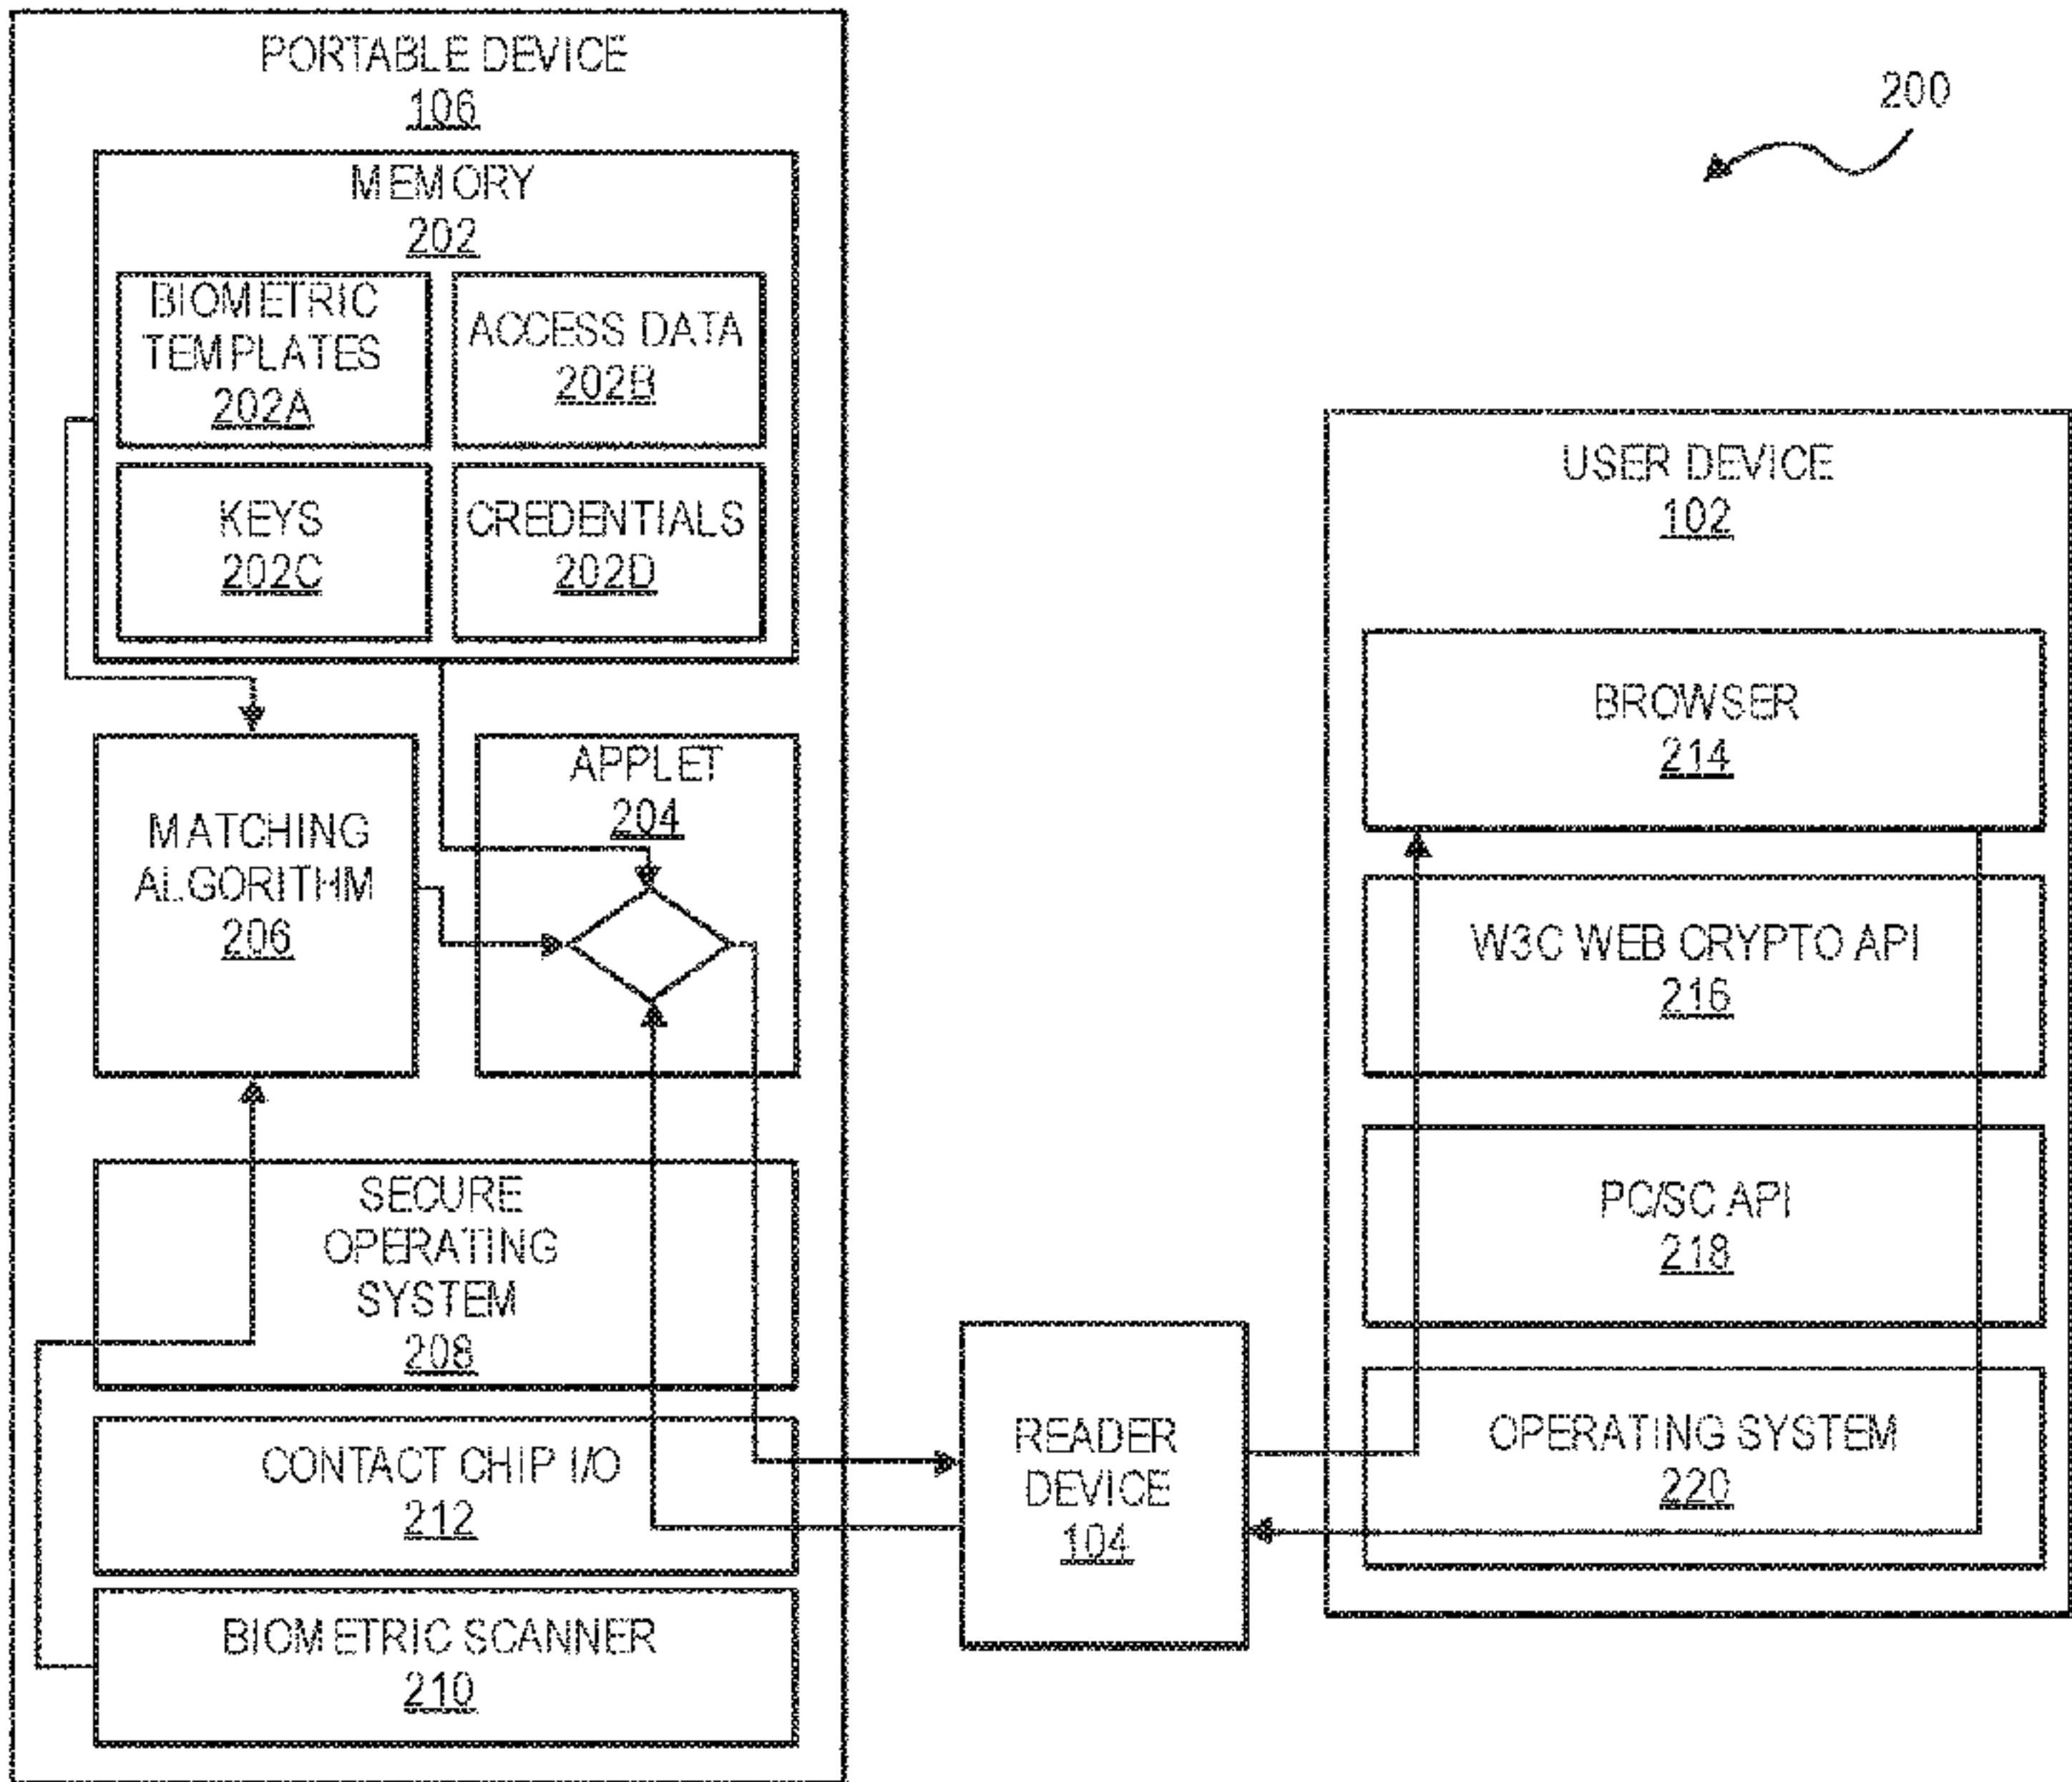 PORTABLE DEVICE
106
200
MEMORY
202
BIOMETRIC
TEMPLATES
202A
ACCESS DATA
202B
KEYS
202C
CREDENTIALS
202D
MATCHING
ALGORITHM
206
APPLET
204
SECURE
OPERATING
SYSTEM
208
CONTACT CHIP I/O
212
BIOMETRIC SCANNER
210
READER
DEVICE
104
USER DEVICE
102
BROWSER
214
W3C WEB CRYPTO API
216
PC/SC API
218
OPERATING SYSTEM
220